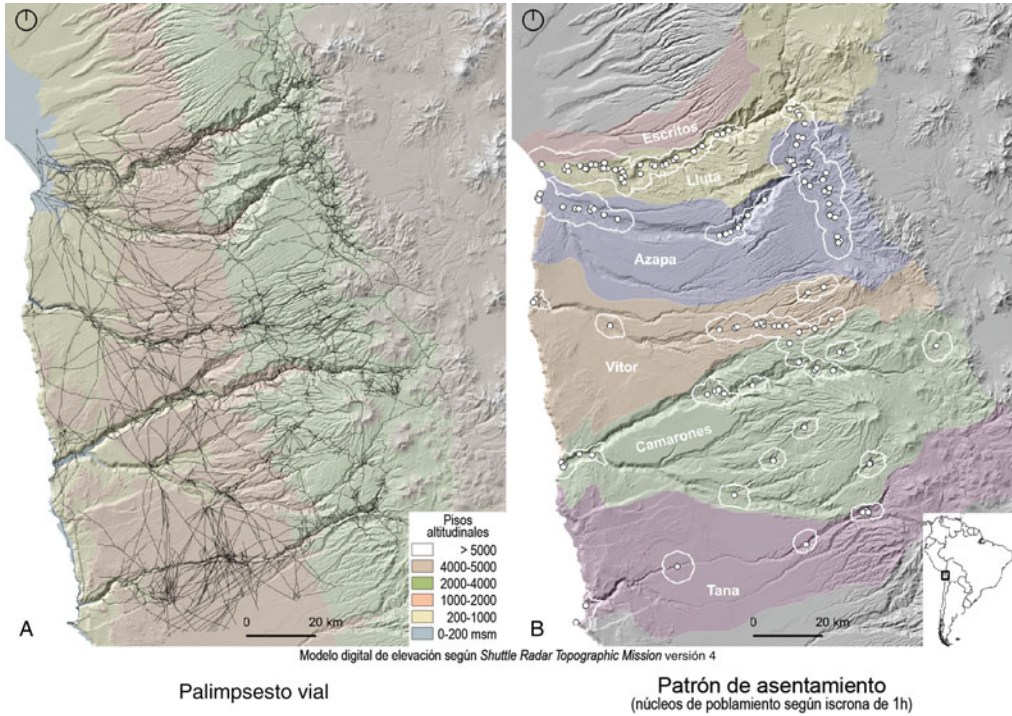 Pisos
altitudinales
> 5000
4000-5000
2000-4000
1000-2000
200-1000
0-200 msm
A
0 20 km
Escritos
Lluta
Azapa
Vitor
Camarones
Tana
B
0 20 km
Modelo digital de elevación según Shuttle Radar Topographic Mission versión 4
Palimpsesto vial
Patrón de asentamiento
(núcleos de poblamiento según iscrona de 1h)